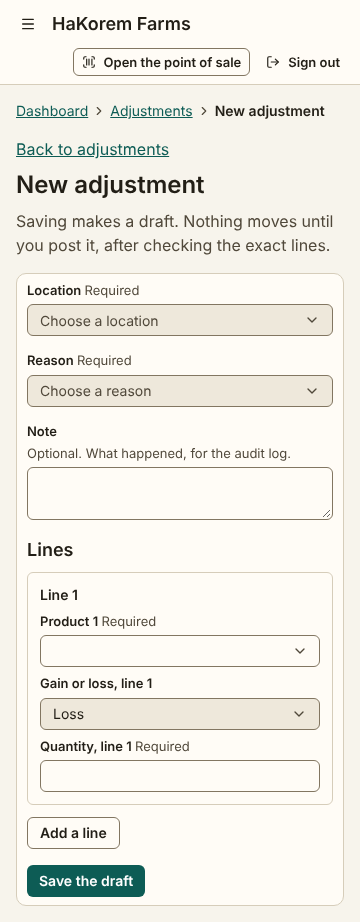 HaKorem Farms
Open the point of sale
Sign out
Dashboard > Adjustments > New adjustment
Back to adjustments
New adjustment
Saving makes a draft. Nothing moves until
you post it, after checking the exact lines.
Location Required
Choose a location
Reason Required
Choose a reason
Note
Optional. What happened, for the audit log.
Lines
Line 1
Product 1 Required
Gain or loss, line 1
Loss
Quantity, line 1 Required
Add a line
Save the draft